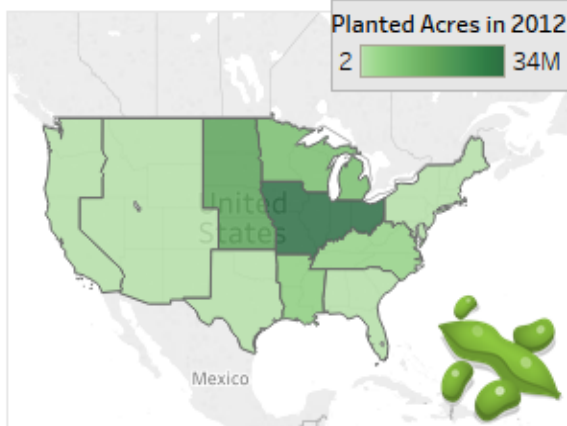 Planted Acres in 2012
2 34M
United
States
Mexico